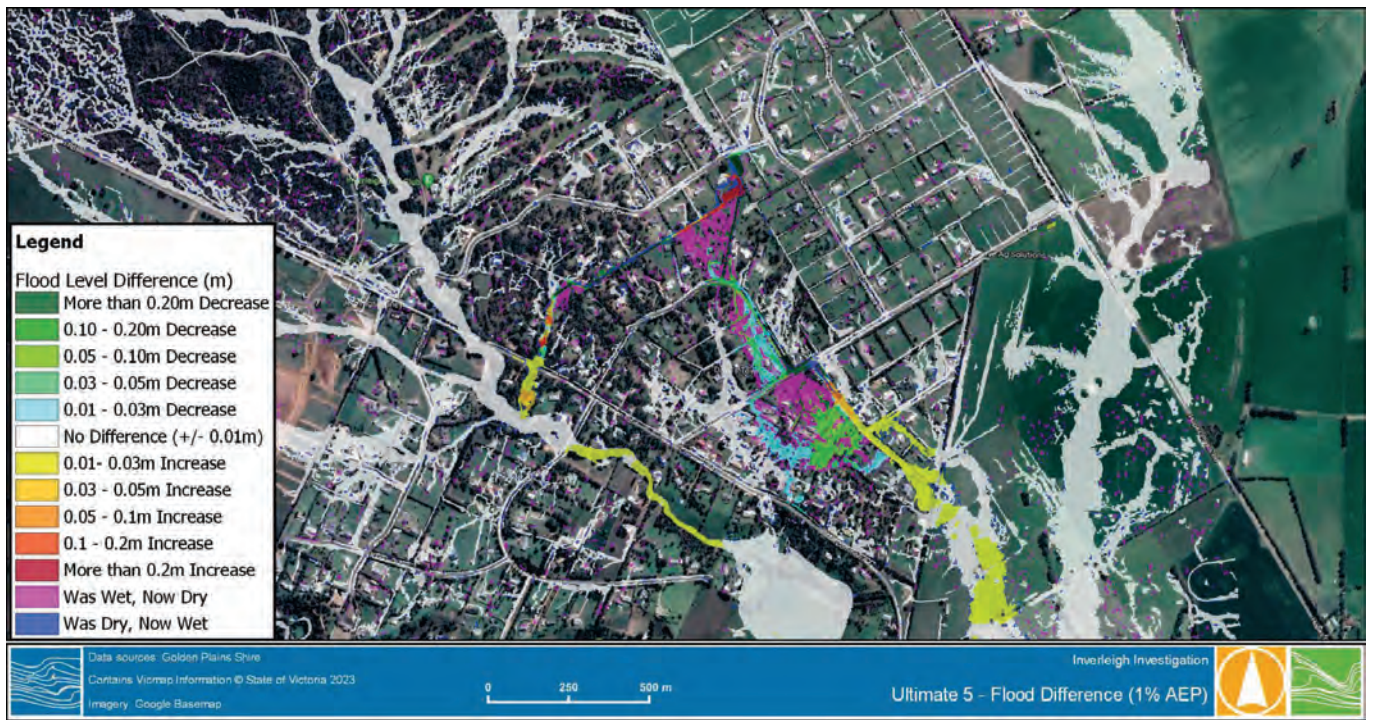 Ag Solutions
Legend
Flood Level Difference (m)
More than 0.20m Decrease
0.10 - 0.20m Decrease
0.05 - 0.10m Decrease
0.03 - 0.05m Decrease
0.01 - 0.03m Decrease
No Difference (+/- 0.01m)
0.01- 0.03m Increase
0.03 - 0.05m Increase
0.05 - 0.1m Increase
0.1 - 0.2m Increase
More than 0.2m Increase
Was Wet, Now Dry
Was Dry, Now Wet
Data sources: Golden Plains Shire
Contains Vicmap Information © State of Victoria 2023
Imagery: Google Basemap
0 250 500 m
Inverleigh Investigation
Ultimate 5 - Flood Difference (1% AEP)